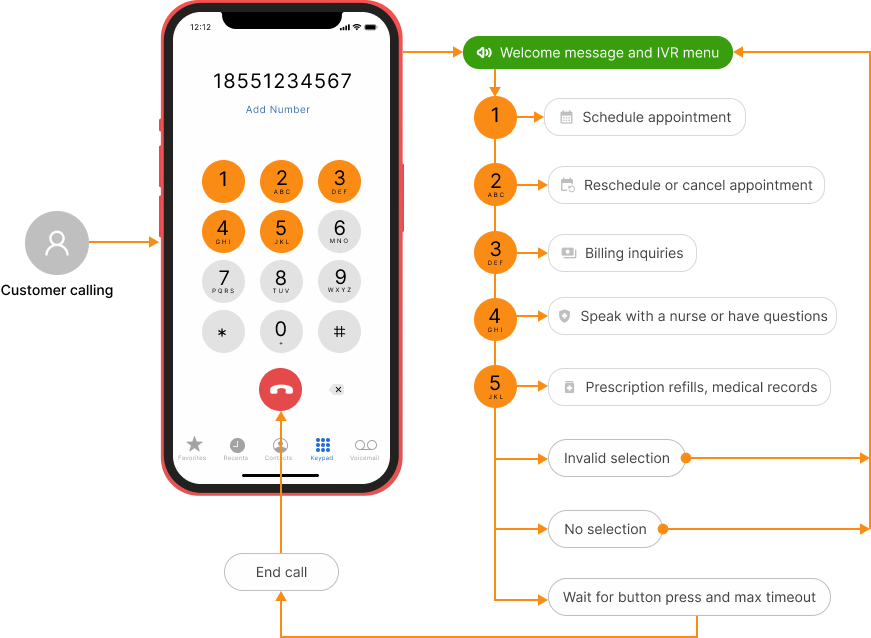 12:12
18551234567
Add Number
1
2
ABC
3
DEF
4
GHI
5
JKL
6
MNO
7
PQRS
8
TUV
9
WXYZ
*
0
+
#
Favorites
Recents
Contacts
Keypad
Voicemail
Customer calling
End call
Welcome message and IVR menu
1
Schedule appointment
2
ABC
Reschedule or cancel appointment
3
DEF
Billing inquiries
4
GHI
Speak with a nurse or have questions
5
JKL
Prescription refills, medical records
Invalid selection
No selection
Wait for button press and max timeout